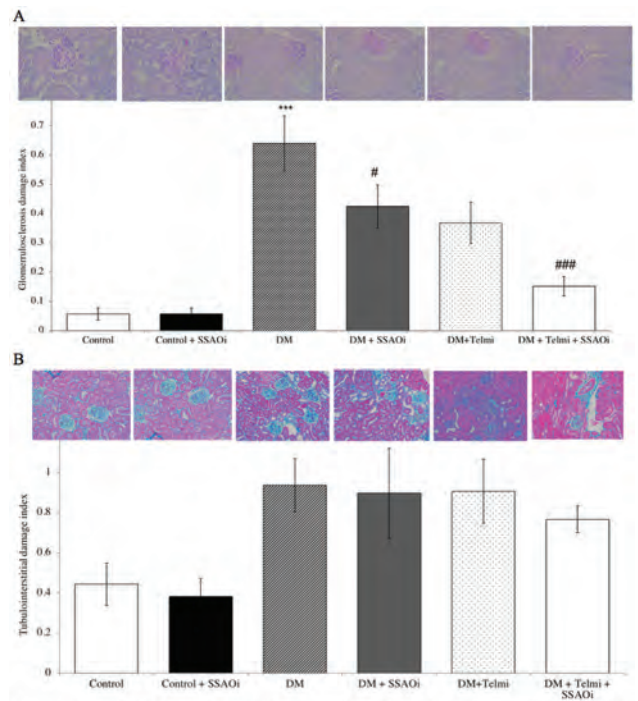 A
Glomerrulosclerosis damage index
0.7
0.6
0.5
0.4
0.3
0.2
0.1
0
***
#
###
Control
Control + SSAOi
DM
DM + SSAOi
DM+Telmi
DM + Telmi + SSAOi
B
Tubulointerstitial damage index
1
0.8
0.6
0.4
0.2
0
Control
Control + SSAOi
DM
DM + SSAOi
DM+Telmi
DM + Telmi +
SSAOi